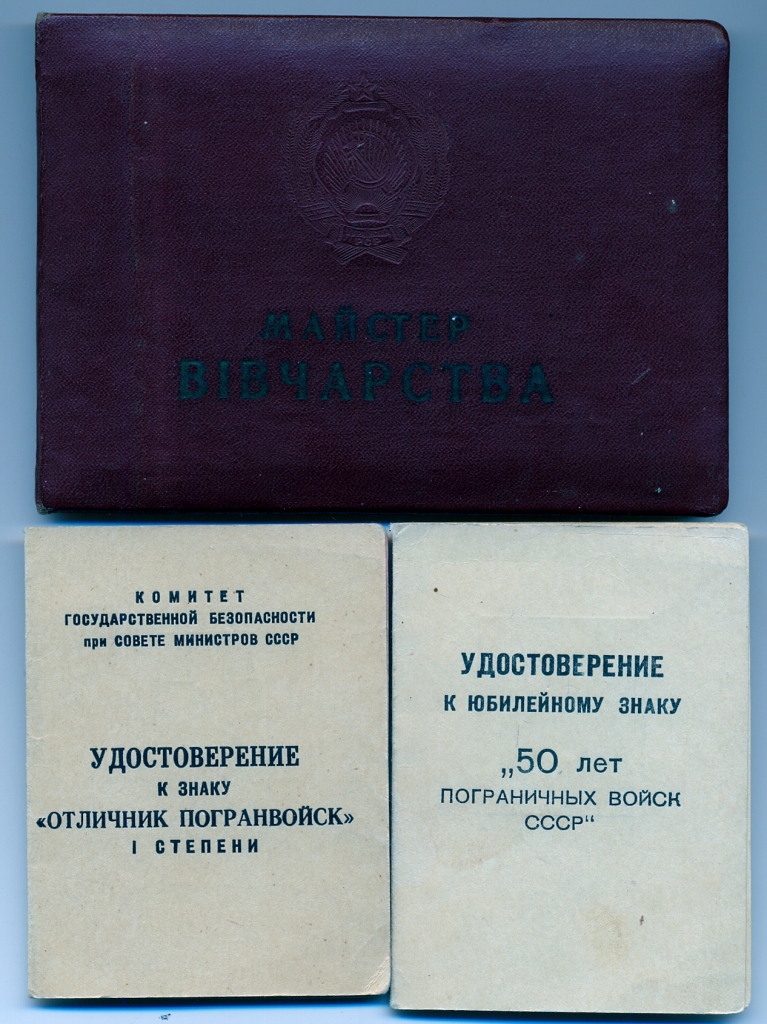 МАЙСТЕР
ВІВЧАРСТВА
КОМИТЕТ
ГОСУДАРСТВЕННОЙ БЕЗОПАСНОСТИ
при СОВЕТЕ МИНИСТРОВ СССР
УДОСТОВЕРЕНИЕ
К ЗНАКУ
«ОТЛИЧНИК ПОГРАНВОЙСК»
I СТЕПЕНИ
УДОСТОВЕРЕНИЕ
К ЮБИЛЕЙНОМУ ЗНАКУ
„50 лет
ПОГРАНИЧНЫХ ВОЙСК
СССР“